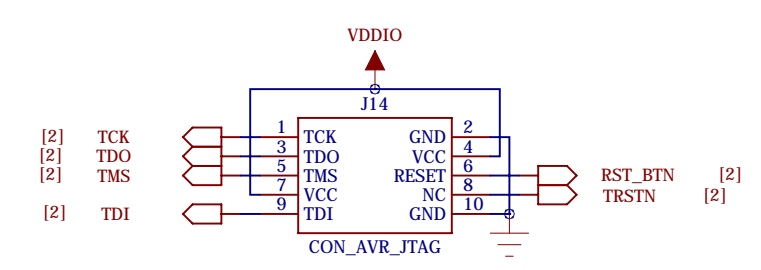 VDDIO
J14
[2] TCK 1 TCK GND 2
[2] TDO 3 TDO VCC 4
[2] TMS 5 TMS RESET 6 RST_BTN [2]
7 VCC NC 8 TRSTN [2]
[2] TDI 9 TDI GND 10
CON_AVR_JTAG